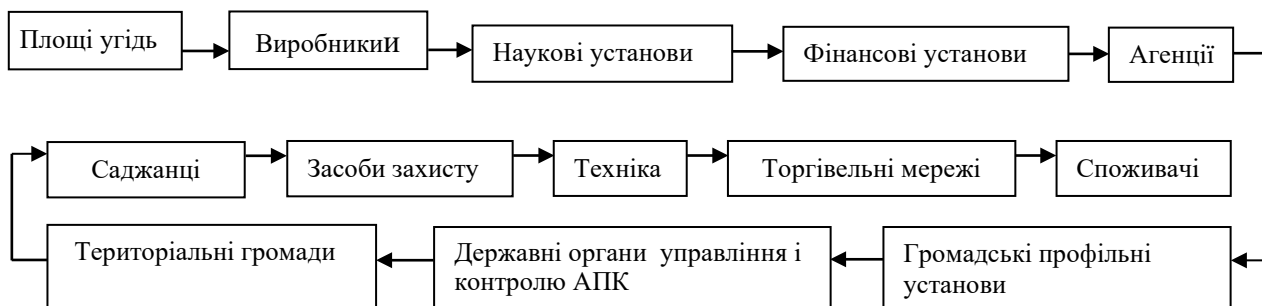 Площі угідь
Виробникии
Наукові установи
Фінансові установи
Агенції
Саджанці
Засоби захисту
Техніка
Торгівельні мережі
Споживачі
Територіальні громади
Державні органи управління і
контролю АПК
Громадські профільні
установи